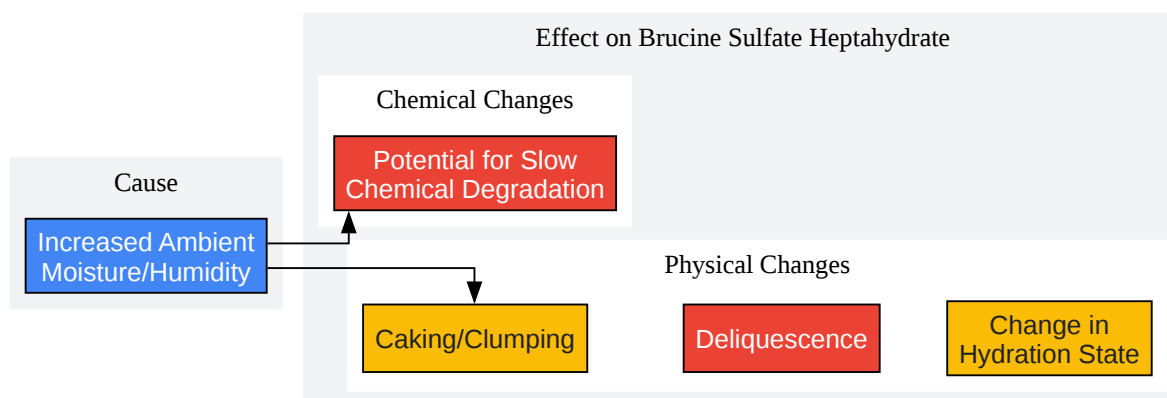 Effect on Brucine Sulfate Heptahydrate
Chemical Changes
Potential for Slow
Chemical Degradation
Cause
Increased Ambient
Moisture/Humidity
Physical Changes
Caking/Clumping
Deliquescence
Change in
Hydration State